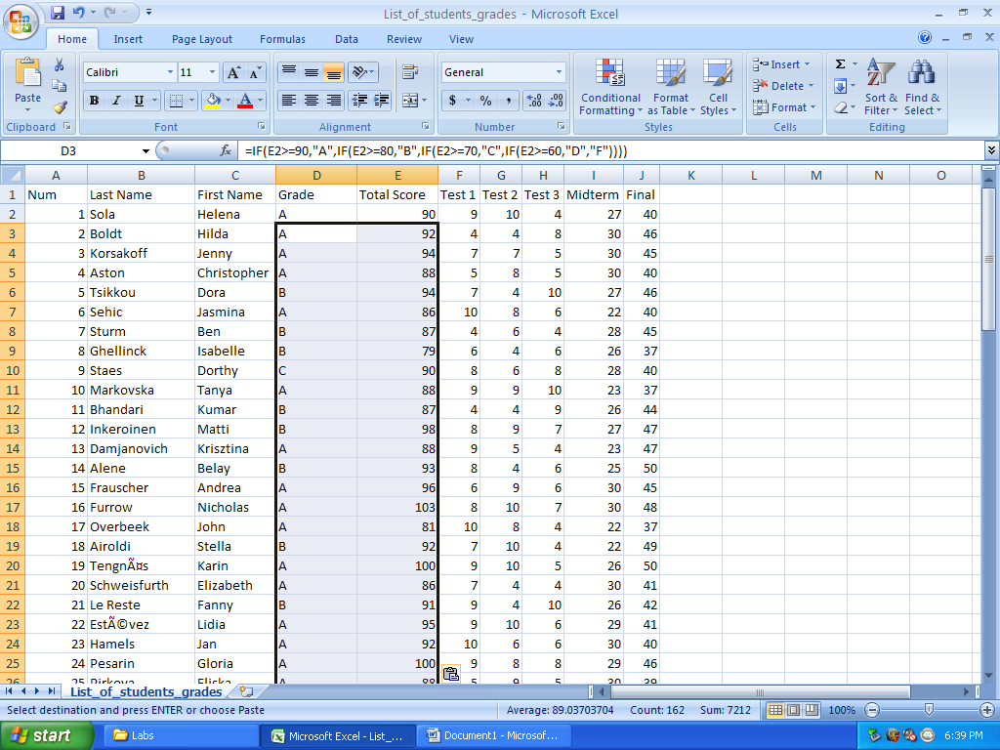 List_of_students_grades - Microsoft Excel
Home Insert Page Layout Formulas Data Review View
Paste Calibri 11 General Conditional Formatting Format as Table Cell Styles Insert Delete Format Sort & Filter Find & Select
Clipboard Font Alignment Number Styles Cells Editing
D3 fx =IF(E2>=90,"A",IF(E2>=80,"B",IF(E2>=70,"C",IF(E2>=60,"D","F"))))
A B C D E F G H I J K L M N O
1 Num Last Name First Name Grade Total Score Test 1 Test 2 Test 3 Midterm Final
2 1 Sola Helena A 90 9 10 4 27 40
3 2 Boldt Hilda A 92 4 4 8 30 46
4 3 Korsakoff Jenny A 94 7 7 5 30 45
5 4 Aston Christopher A 88 5 8 5 30 40
6 5 Tsikkou Dora B 94 7 4 10 27 46
7 6 Sehic Jasmina A 86 10 8 6 22 40
8 7 Sturm Ben B 87 4 6 4 28 45
9 8 Ghellinck Isabelle B 79 6 4 6 26 37
10 9 Staes Dorthy C 90 8 6 8 28 40
11 10 Markovska Tanya A 88 9 9 10 23 37
12 11 Bhandari Kumar B 87 4 4 9 26 44
13 12 Inkeroinen Matti B 98 8 9 7 27 47
14 13 Damjanovich Krisztina A 88 9 5 4 23 47
15 14 Alene Belay B 93 8 4 6 25 50
16 15 Frauscher Andrea A 96 6 9 6 30 45
17 16 Furrow Nicholas A 103 8 10 7 30 48
18 17 Overbeek John A 81 10 8 4 22 37
19 18 Airoldi Stella B 92 7 10 4 22 49
20 19 TengnÃ¤s Karin A 100 9 10 5 26 50
21 20 Schweisfurth Elizabeth A 86 7 4 4 30 41
22 21 Le Reste Fanny B 91 9 4 10 26 42
23 22 EstÃ©vez Lidia A 95 9 10 6 29 41
24 23 Hamels Jan A 92 10 6 6 30 40
25 24 Pesarin Gloria A 100 9 8 8 29 46
26 25 Pirkova Eliska A 88 5 9 5 30 39
List_of_students_grades
Select destination and press ENTER or choose Paste Average: 89.03703704 Count: 162 Sum: 7212 100%
start Labs Microsoft Excel - List_... Document1 - Microsof... 6:39 PM